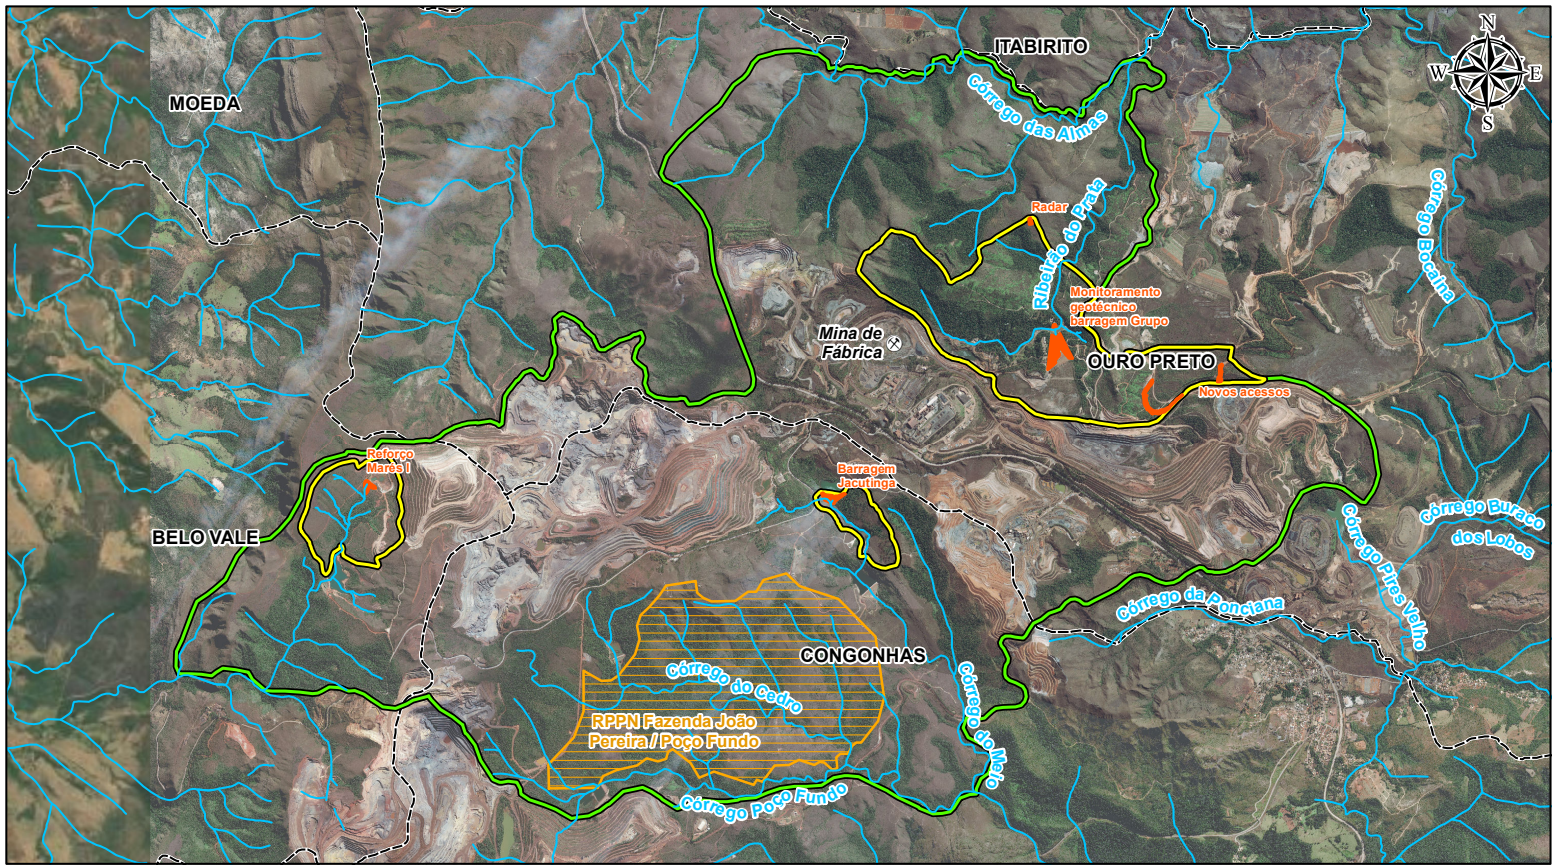 N
W E
S
ITABIRITO
MOEDA
Córrego das Almas
Córrego Bocaina
Ribeirão do Prata
Radar
Monitoramento
geotécnico
barragem Grupo
Mina de
Fábrica
OURO PRETO
Novos acessos
Reforço
Marés I
Barragem
Jacutinga
BELO VALE
Córrego Buraco
dos Lobos
Córrego Pires Velho
Córrego da Ponciana
CONGONHAS
Córrego do Cedro
Córrego do Meio
RPPN Fazenda João
Pereira / Poço Fundo
Córrego Poço Fundo